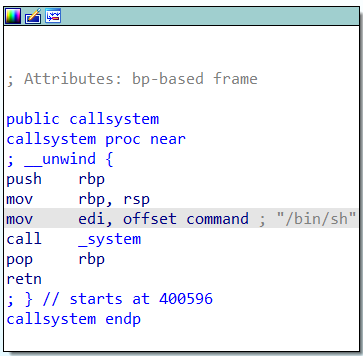 ; Attributes: bp-based frame
public callsystem
callsystem proc near
; __unwind {
push    rbp
mov     rbp, rsp
mov     edi, offset command ; "/bin/sh"
call    _system
pop     rbp
retn
; } // starts at 400596
callsystem endp